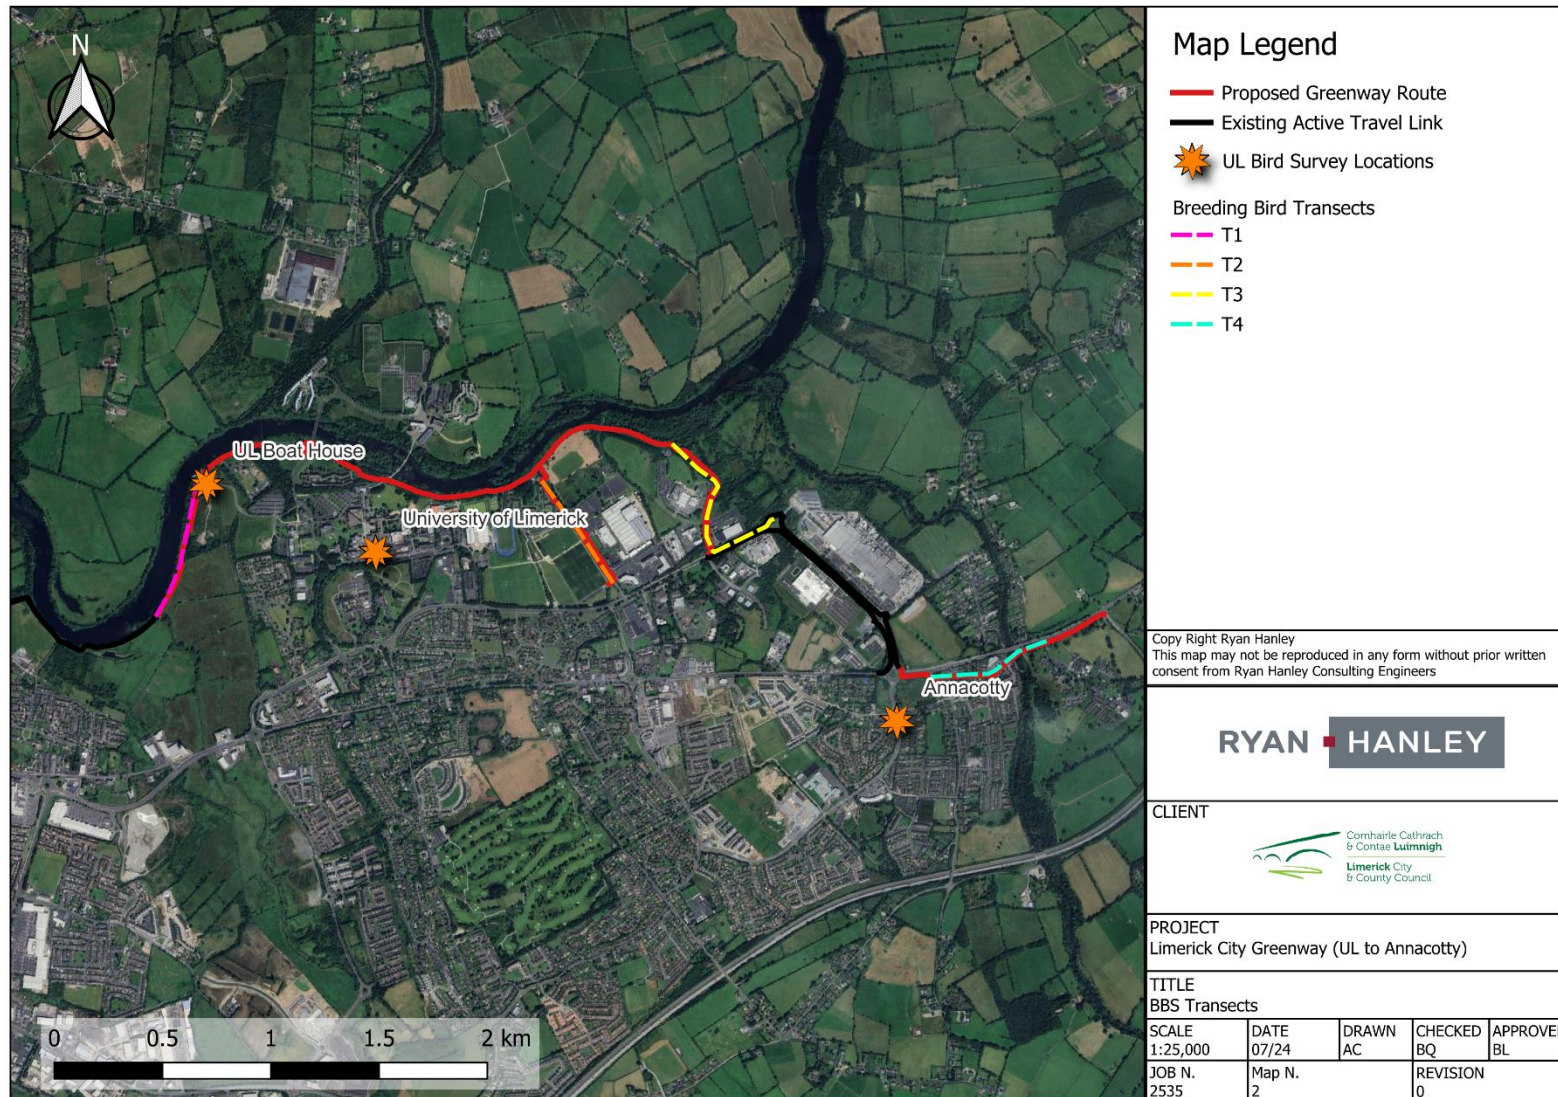 N
UL Boat House
University of Limerick
Annacotty
0 0.5 1 1.5 2 km
Map Legend
Proposed Greenway Route
Existing Active Travel Link
UL Bird Survey Locations
Breeding Bird Transects
T1
T2
T3
T4
Copy Right Ryan Hanley
This map may not be reproduced in any form without prior written
consent from Ryan Hanley Consulting Engineers
RYAN HANLEY
CLIENT
Comhairle Cathrach
& Contae Luimnigh
Limerick City
& County Council
PROJECT
Limerick City Greenway (UL to Annacotty)
TITLE
BBS Transects
SCALE DATE DRAWN CHECKED APPROVE
1:25,000 07/24 AC BQ BL
JOB N. Map N. REVISION
2535 2 0